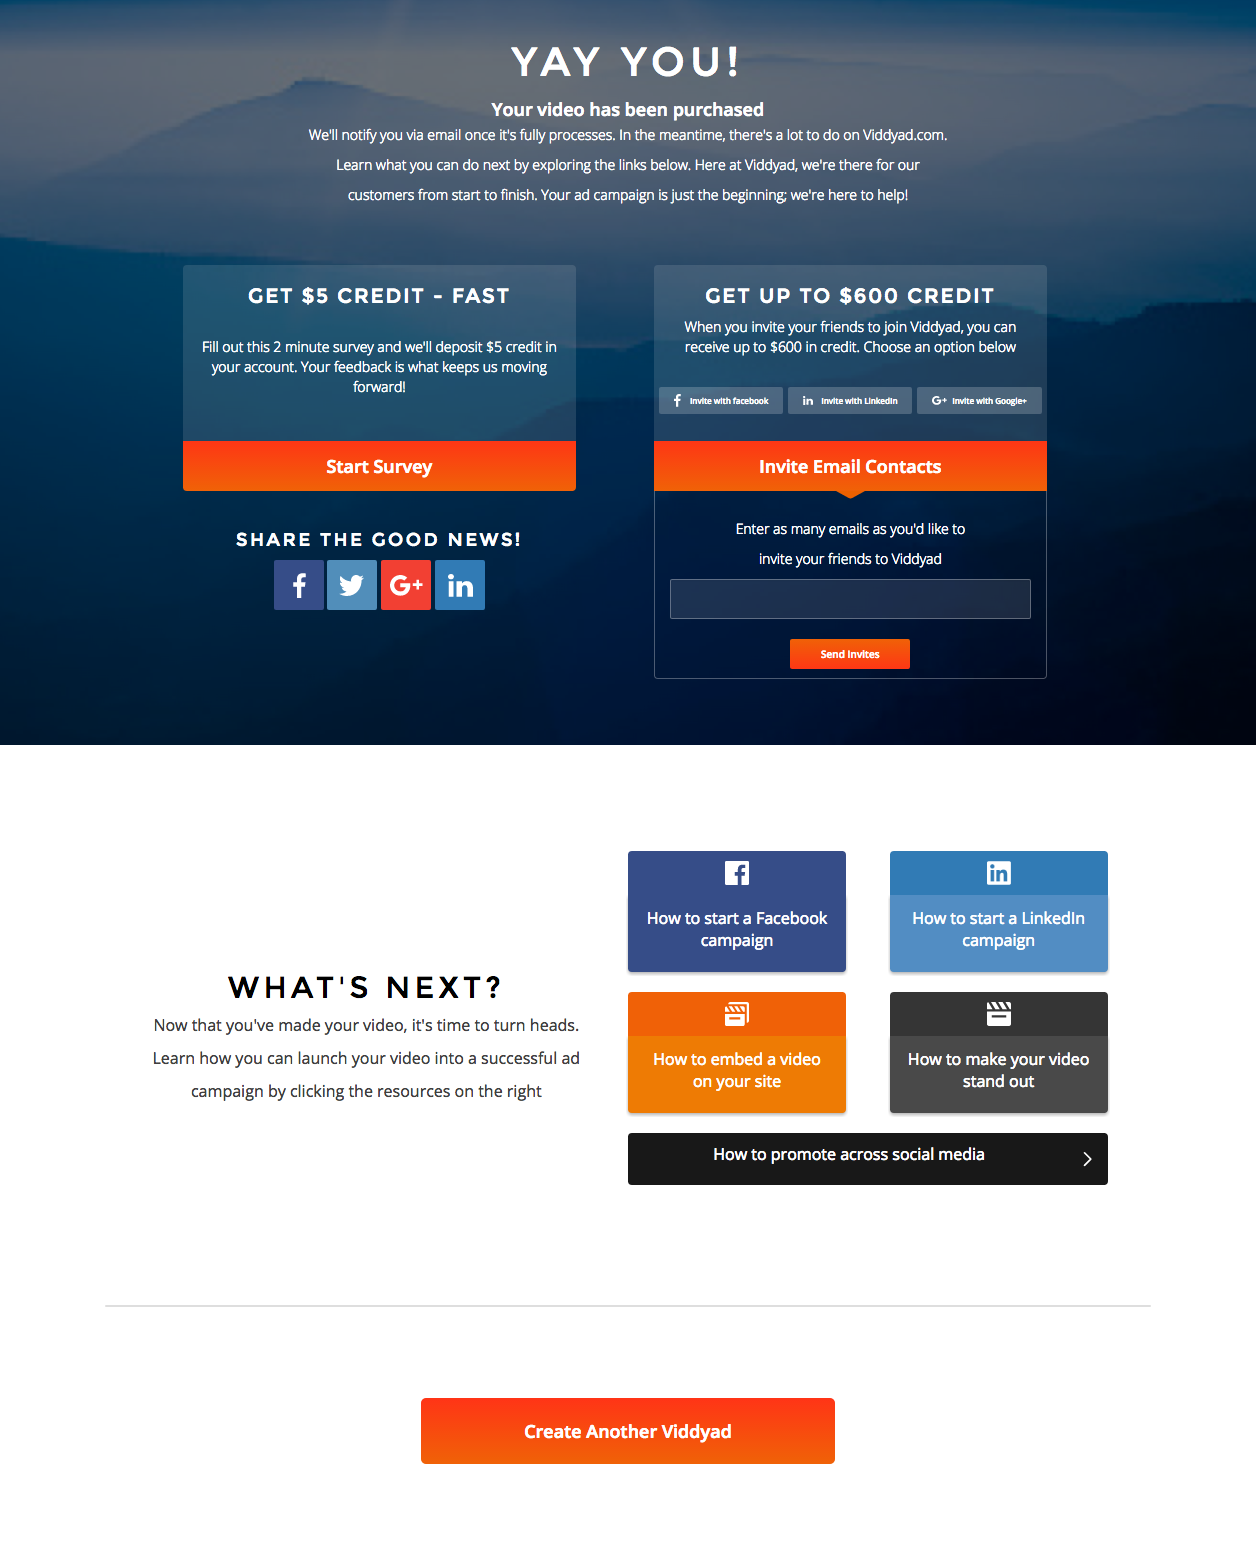 YAY YOU!
Your video has been purchased
We'll notify you via email once it's fully processes. In the meantime, there's a lot to do on Viddyad.com.
Learn what you can do next by exploring the links below. Here at Viddyad, we're there for our
customers from start to finish. Your ad campaign is just the beginning; we're here to help!
GET $5 CREDIT - FAST
Fill out this 2 minute survey and we'll deposit $5 credit in
your account. Your feedback is what keeps us moving
forward!
Start Survey
SHARE THE GOOD NEWS!
f
G+
in
GET UP TO $600 CREDIT
When you invite your friends to join Viddyad, you can
receive up to $600 in credit. Choose an option below
f Invite with facebook
in Invite with LinkedIn
G+ Invite with Google+
Invite Email Contacts
Enter as many emails as you'd like to
invite your friends to Viddyad
Send Invites
WHAT'S NEXT?
Now that you've made your video, it's time to turn heads.
Learn how you can launch your video into a successful ad
campaign by clicking the resources on the right
f
How to start a Facebook
campaign
in
How to start a LinkedIn
campaign
How to embed a video
on your site
How to make your video
stand out
How to promote across social media
Create Another Viddyad